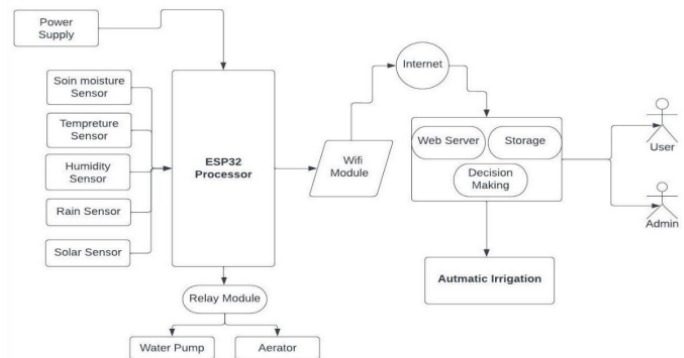 Power
Supply
Soin moisture
Sensor
Tempreture
Sensor
Humidity
Sensor
Rain Sensor
Solar Sensor
ESP32
Processor
Relay Module
Water Pump
Aerator
Wifi
Module
Internet
Web Server
Storage
Decision
Making
Autmatic Irrigation
User
Admin